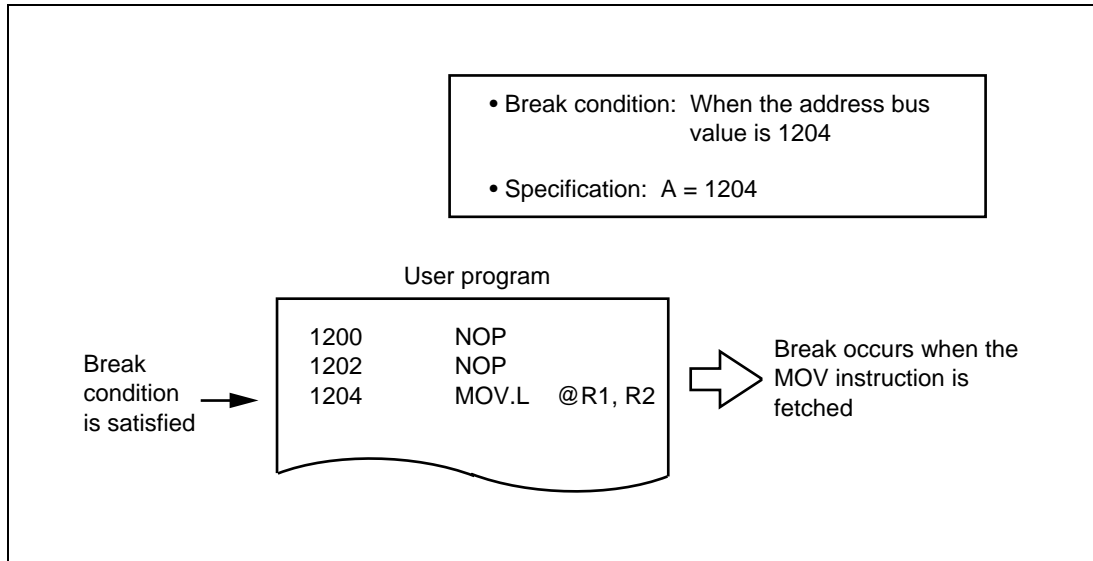 • Break condition: When the address bus
value is 1204
• Specification: A = 1204
User program
1200 NOP
1202 NOP
1204 MOV.L @R1, R2
Break
condition
is satisfied
Break occurs when the
MOV instruction is
fetched